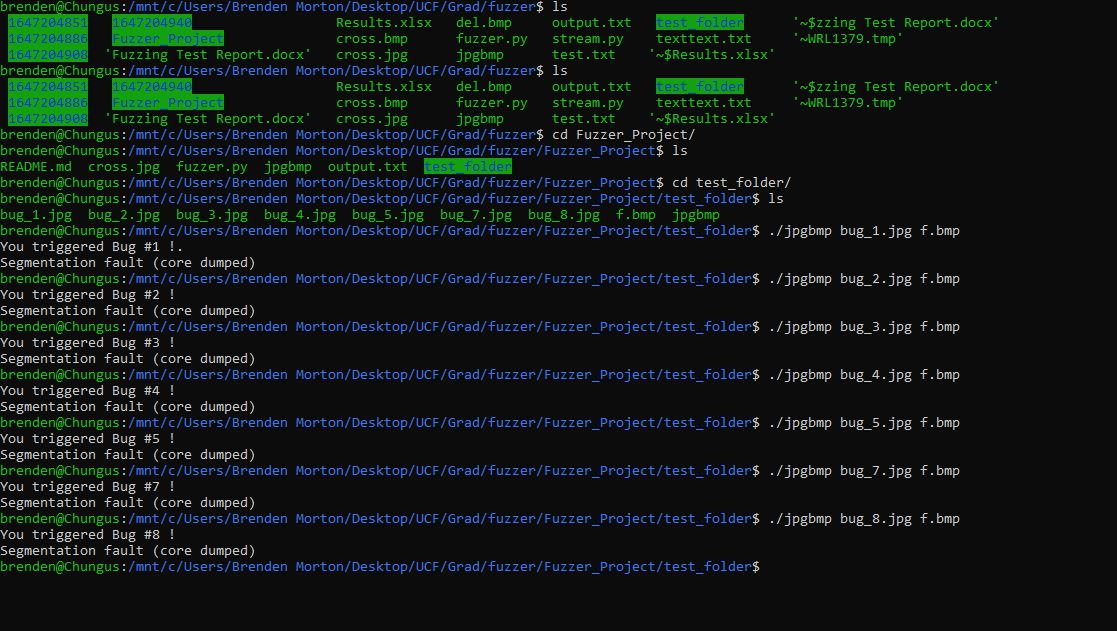 brenden@Chungus:/mnt/c/Users/Brenden Morton/Desktop/UCF/Grad/fuzzer$ ls
1647204851 1647204940 Results.xlsx del.bmp output.txt test_folder '~$zzing Test Report.docx'
1647204886 Fuzzer_Project cross.bmp fuzzer.py stream.py texttext.txt '~WRL1379.tmp'
1647204908 'Fuzzing Test Report.docx' cross.jpg jpgbmp test.txt '~$Results.xlsx'
brenden@Chungus:/mnt/c/Users/Brenden Morton/Desktop/UCF/Grad/fuzzer$ ls
1647204851 1647204940 Results.xlsx del.bmp output.txt test_folder '~$zzing Test Report.docx'
1647204886 Fuzzer_Project cross.bmp fuzzer.py stream.py texttext.txt '~WRL1379.tmp'
1647204908 'Fuzzing Test Report.docx' cross.jpg jpgbmp test.txt '~$Results.xlsx'
brenden@Chungus:/mnt/c/Users/Brenden Morton/Desktop/UCF/Grad/fuzzer$ cd Fuzzer_Project/
brenden@Chungus:/mnt/c/Users/Brenden Morton/Desktop/UCF/Grad/fuzzer/Fuzzer_Project$ ls
README.md cross.jpg fuzzer.py jpgbmp output.txt test_folder
brenden@Chungus:/mnt/c/Users/Brenden Morton/Desktop/UCF/Grad/fuzzer/Fuzzer_Project$ cd test_folder/
brenden@Chungus:/mnt/c/Users/Brenden Morton/Desktop/UCF/Grad/fuzzer/Fuzzer_Project/test_folder$ ls
bug_1.jpg bug_2.jpg bug_3.jpg bug_4.jpg bug_5.jpg bug_7.jpg bug_8.jpg f.bmp jpgbmp
brenden@Chungus:/mnt/c/Users/Brenden Morton/Desktop/UCF/Grad/fuzzer/Fuzzer_Project/test_folder$ ./jpgbmp bug_1.jpg f.bmp
You triggered Bug #1 !.
Segmentation fault (core dumped)
brenden@Chungus:/mnt/c/Users/Brenden Morton/Desktop/UCF/Grad/fuzzer/Fuzzer_Project/test_folder$ ./jpgbmp bug_2.jpg f.bmp
You triggered Bug #2 !
Segmentation fault (core dumped)
brenden@Chungus:/mnt/c/Users/Brenden Morton/Desktop/UCF/Grad/fuzzer/Fuzzer_Project/test_folder$ ./jpgbmp bug_3.jpg f.bmp
You triggered Bug #3 !
Segmentation fault (core dumped)
brenden@Chungus:/mnt/c/Users/Brenden Morton/Desktop/UCF/Grad/fuzzer/Fuzzer_Project/test_folder$ ./jpgbmp bug_4.jpg f.bmp
You triggered Bug #4 !
Segmentation fault (core dumped)
brenden@Chungus:/mnt/c/Users/Brenden Morton/Desktop/UCF/Grad/fuzzer/Fuzzer_Project/test_folder$ ./jpgbmp bug_5.jpg f.bmp
You triggered Bug #5 !
Segmentation fault (core dumped)
brenden@Chungus:/mnt/c/Users/Brenden Morton/Desktop/UCF/Grad/fuzzer/Fuzzer_Project/test_folder$ ./jpgbmp bug_7.jpg f.bmp
You triggered Bug #7 !
Segmentation fault (core dumped)
brenden@Chungus:/mnt/c/Users/Brenden Morton/Desktop/UCF/Grad/fuzzer/Fuzzer_Project/test_folder$ ./jpgbmp bug_8.jpg f.bmp
You triggered Bug #8 !
Segmentation fault (core dumped)
brenden@Chungus:/mnt/c/Users/Brenden Morton/Desktop/UCF/Grad/fuzzer/Fuzzer_Project/test_folder$